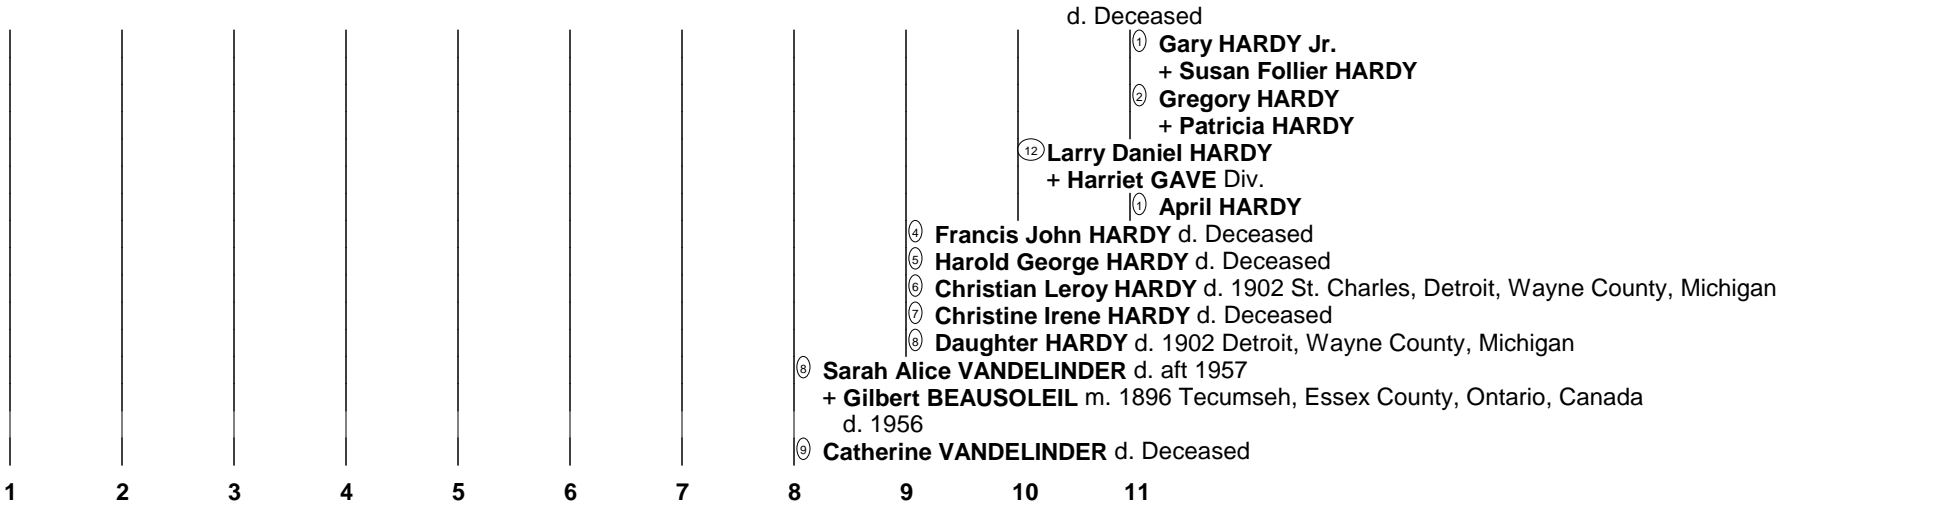 d. Deceased
1 Gary HARDY Jr.
+ Susan Follier HARDY
2 Gregory HARDY
+ Patricia HARDY
12 Larry Daniel HARDY
+ Harriet GAVE Div.
1 April HARDY
4 Francis John HARDY d. Deceased
5 Harold George HARDY d. Deceased
6 Christian Leroy HARDY d. 1902 St. Charles, Detroit, Wayne County, Michigan
7 Christine Irene HARDY d. Deceased
8 Daughter HARDY d. 1902 Detroit, Wayne County, Michigan
8 Sarah Alice VANDELINDER d. aft 1957
+ Gilbert BEAUSOLEIL m. 1896 Tecumseh, Essex County, Ontario, Canada
d. 1956
9 Catherine VANDELINDER d. Deceased
1 2 3 4 5 6 7 8 9 10 11